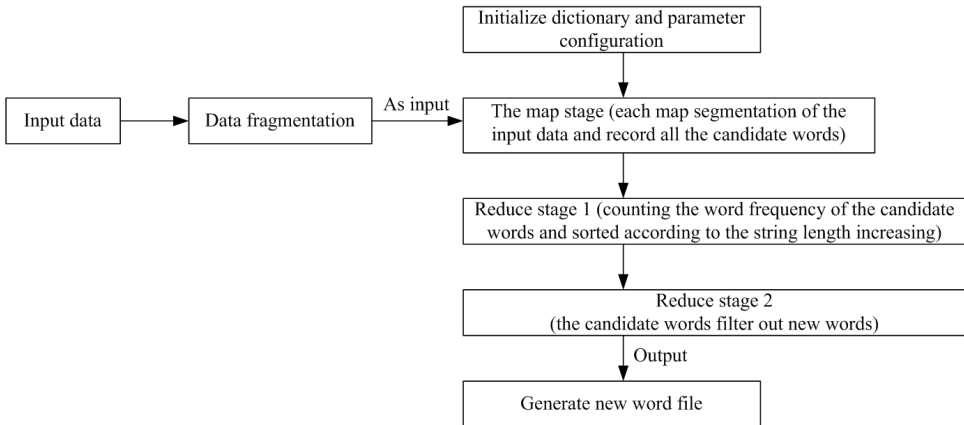 Initialize dictionary and parameter
configuration
Input data
Data fragmentation
As input
The map stage (each map segmentation of the
input data and record all the candidate words)
Reduce stage 1 (counting the word frequency of the candidate
words and sorted according to the string length increasing)
Reduce stage 2
(the candidate words filter out new words)
Output
Generate new word file